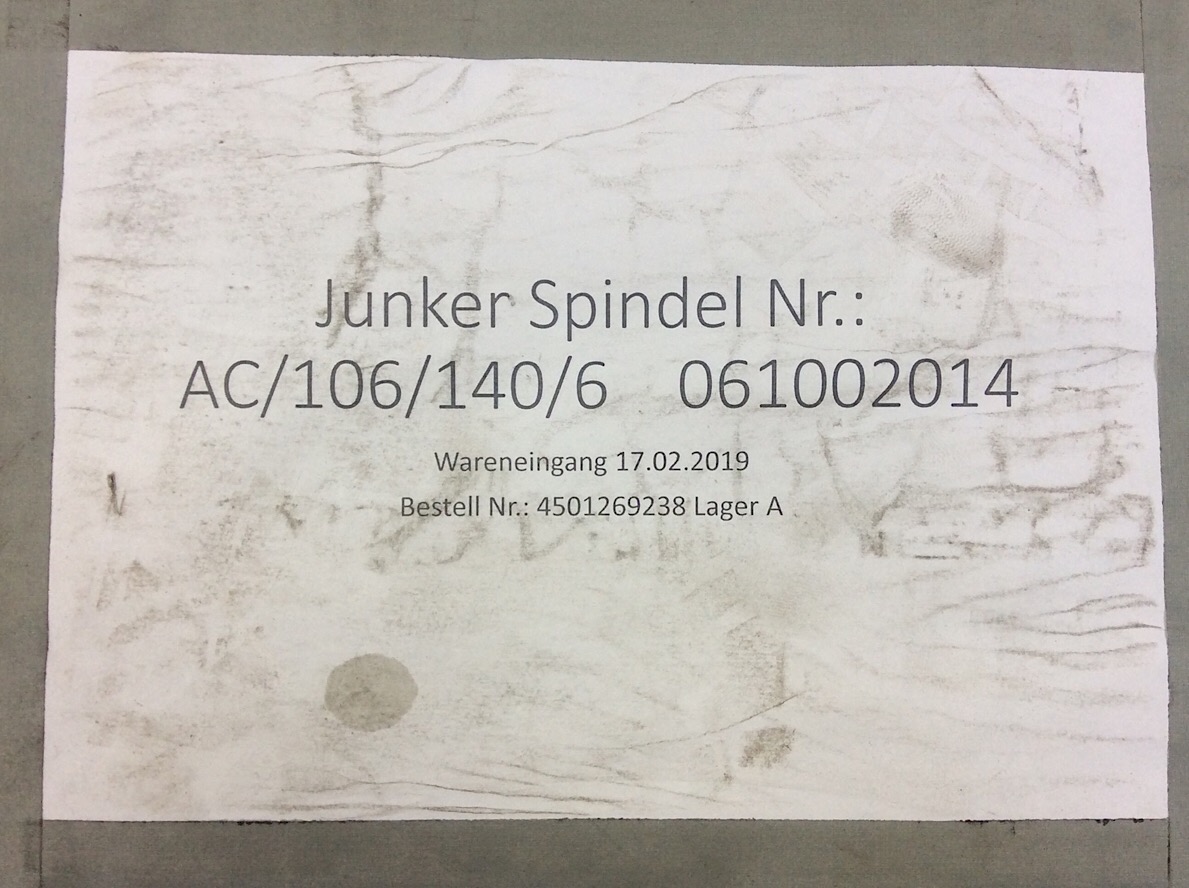 Junker Spindel Nr.:
AC/106/140/6 061002014
Wareneingang 17.02.2019
Bestell Nr.: 4501269238 Lager A